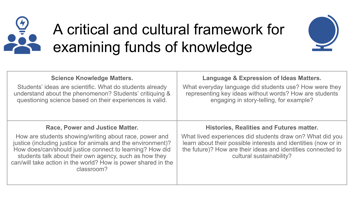 A critical and cultural framework for
examining funds of knowledge
Science Knowledge Matters.
Students' ideas are scientific. What do students already
understand about the phenomenon? Students' critiquing &
questioning science based on their experiences is valid.
Language & Expression of Ideas Matters.
What everyday language did students use? How were they
representing key ideas without words? How are students
engaging in story-telling, for example?
Race, Power and Justice Matter.
How are students showing/writing about race, power and
justice (including justice for animals and the environment)?
How does/can/should justice connect to learning? How did
students talk about their own agency, such as how they
can/will take action in the world? How is power shared in the
classroom?
Histories, Realities and Futures matter.
What lived experiences did students draw on? What did you
learn about their possible interests and identities (now or in
the future)? How are their ideas and identities connected to
cultural sustainability?